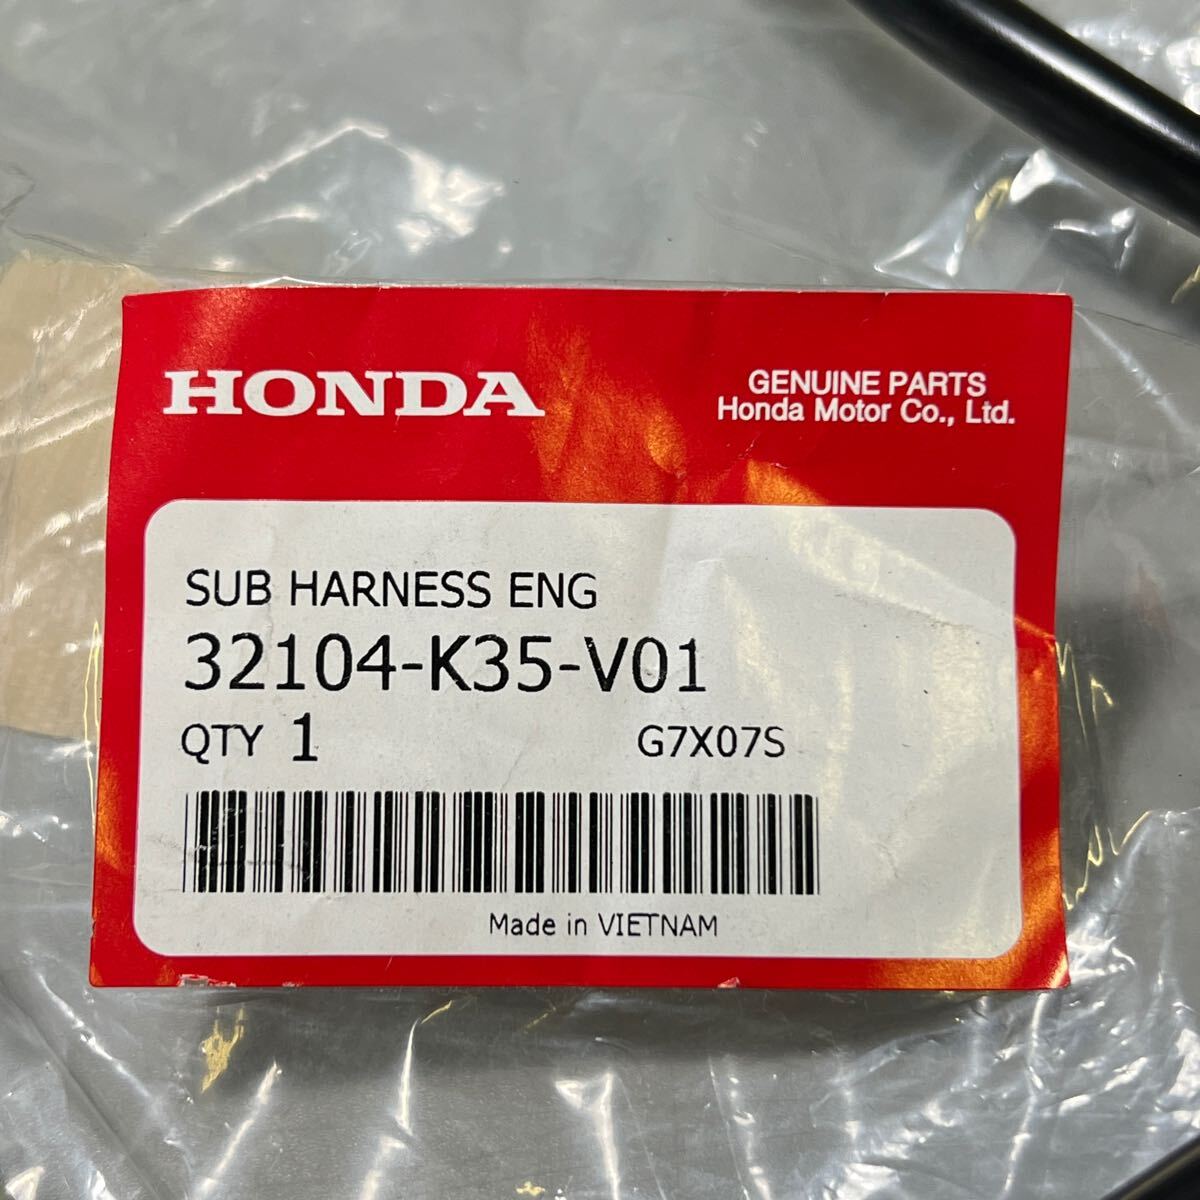 HONDA
GENUINE PARTS
Honda Motor Co., Ltd.
SUB HARNESS ENG
32104-K35-V01
QTY 1 G7X07S
Made in VIETNAM